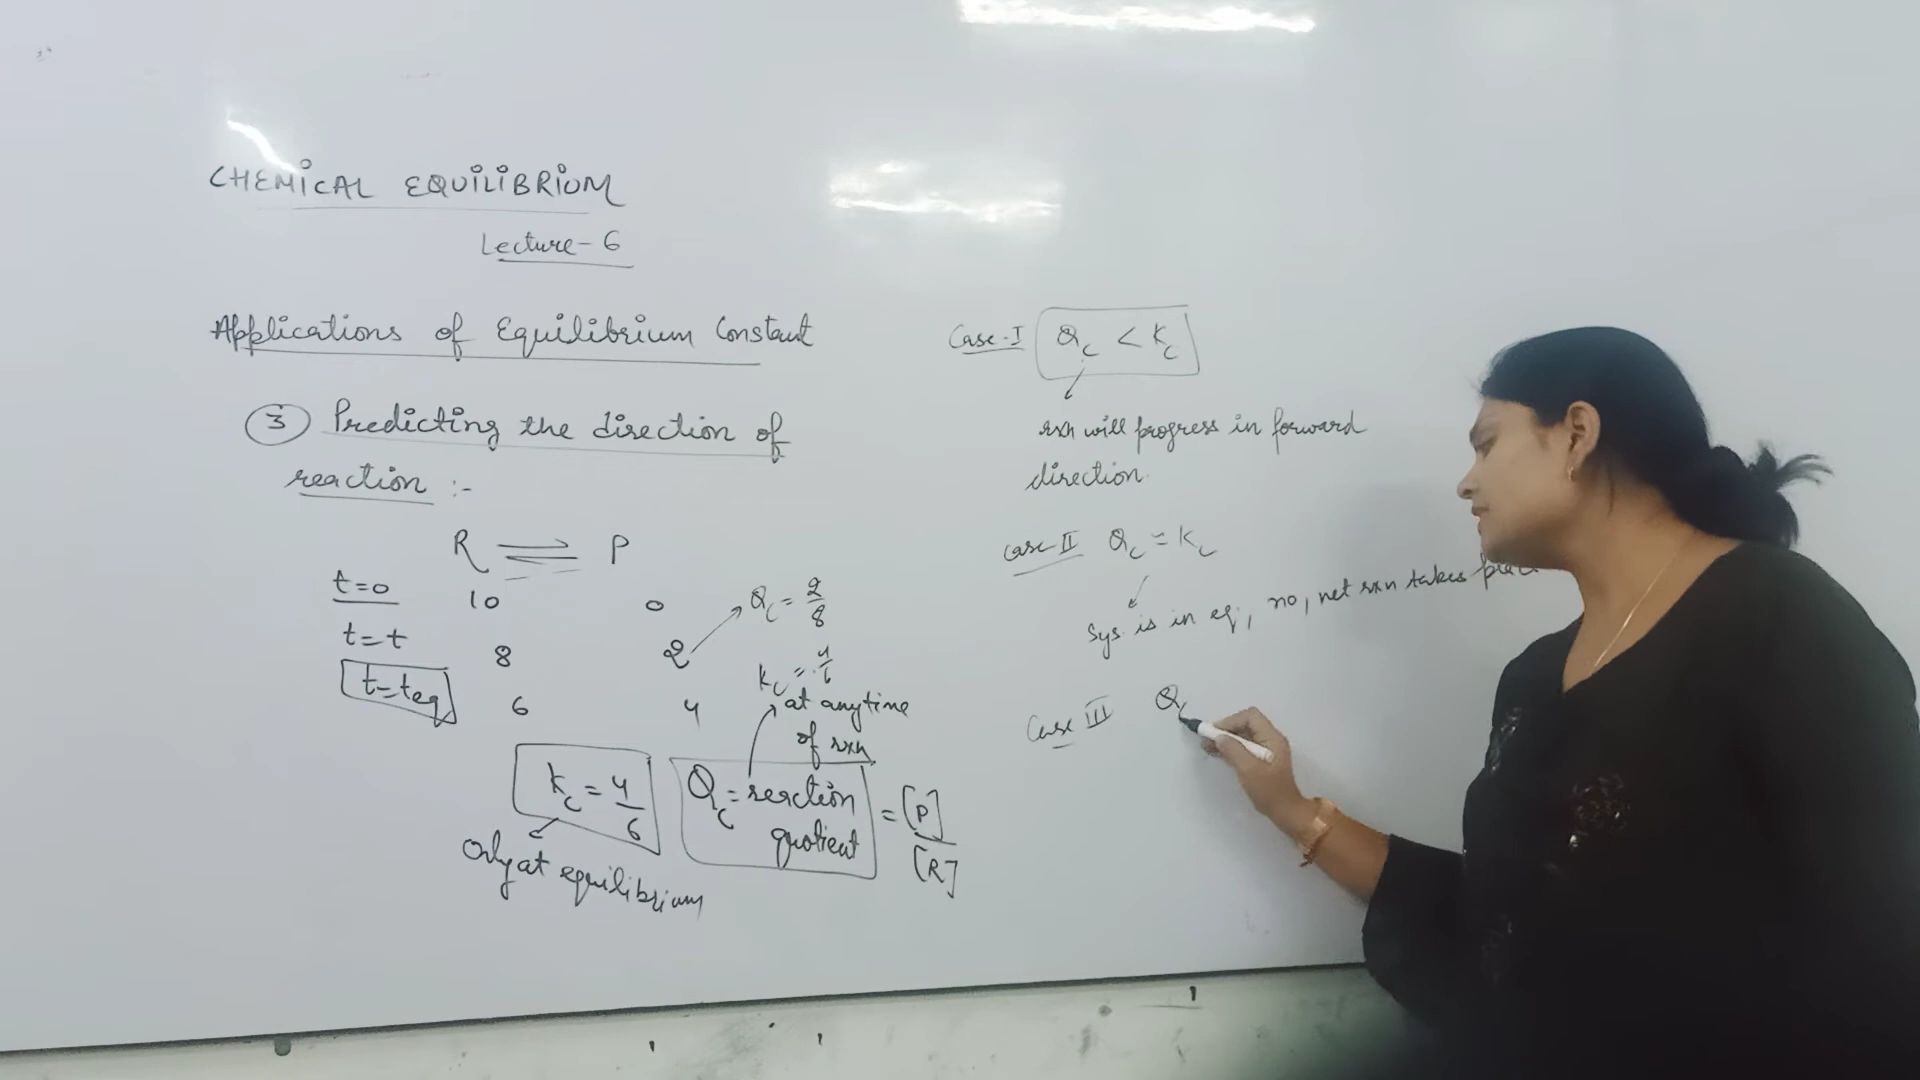 CHEMICAL EQUILIBRIUM
Lecture-6
Applications of Equilibrium Constant
③ Predicting the direction of
reaction :-
R ⇌ P
t=0 10 0
t=t 8 2
Qc = 2/8
t=teq 6 4
Kc = 4/6
at anytime
of rxn
Kc = 4/6
Only at equilibrium
Qc = reaction
quotient
= [P]/[R]
Case-I Qc < Kc
rxn will progress in forward
direction.
Case II Qc = Kc
Sys. is in eq, no, net rxn takes
Case III Qc